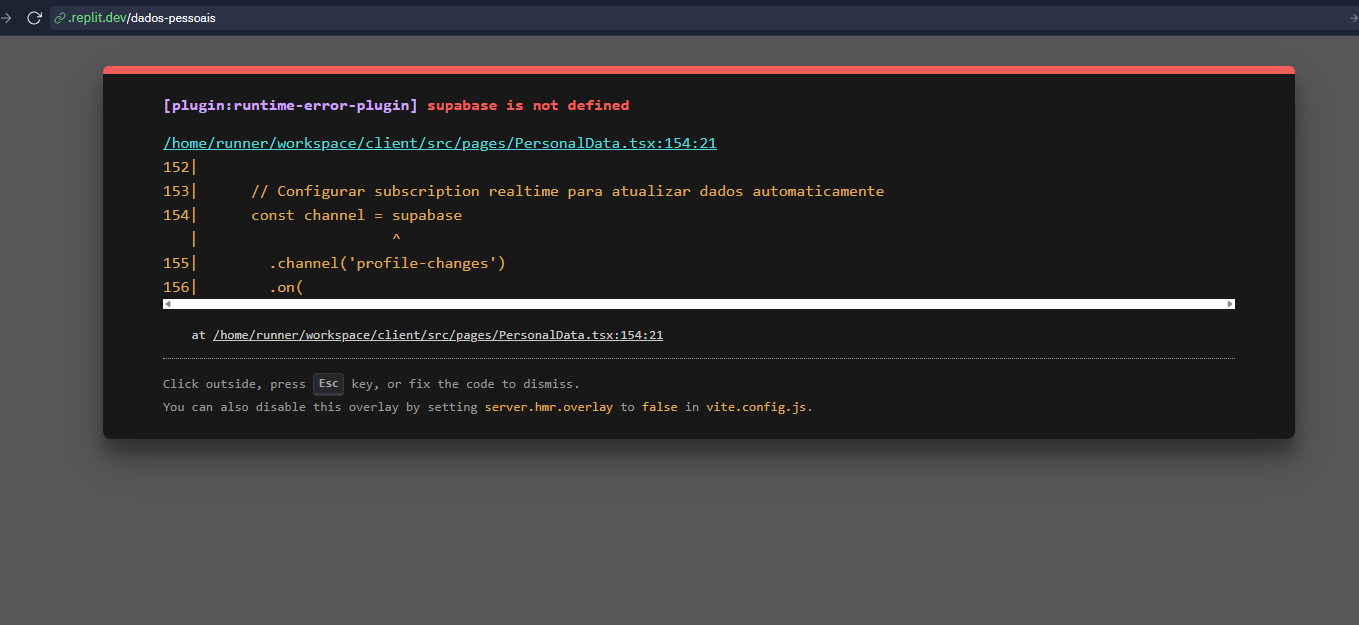 .replit.dev/dados-pessoais
[plugin:runtime-error-plugin] supabase is not defined
/home/runner/workspace/client/src/pages/PersonalData.tsx:154:21
152|
153|      // Configurar subscription realtime para atualizar dados automaticamente
154|      const channel = supabase
   |                      ^
155|        .channel('profile-changes')
156|        .on(
at /home/runner/workspace/client/src/pages/PersonalData.tsx:154:21
Click outside, press Esc key, or fix the code to dismiss.
You can also disable this overlay by setting server.hmr.overlay to false in vite.config.js.